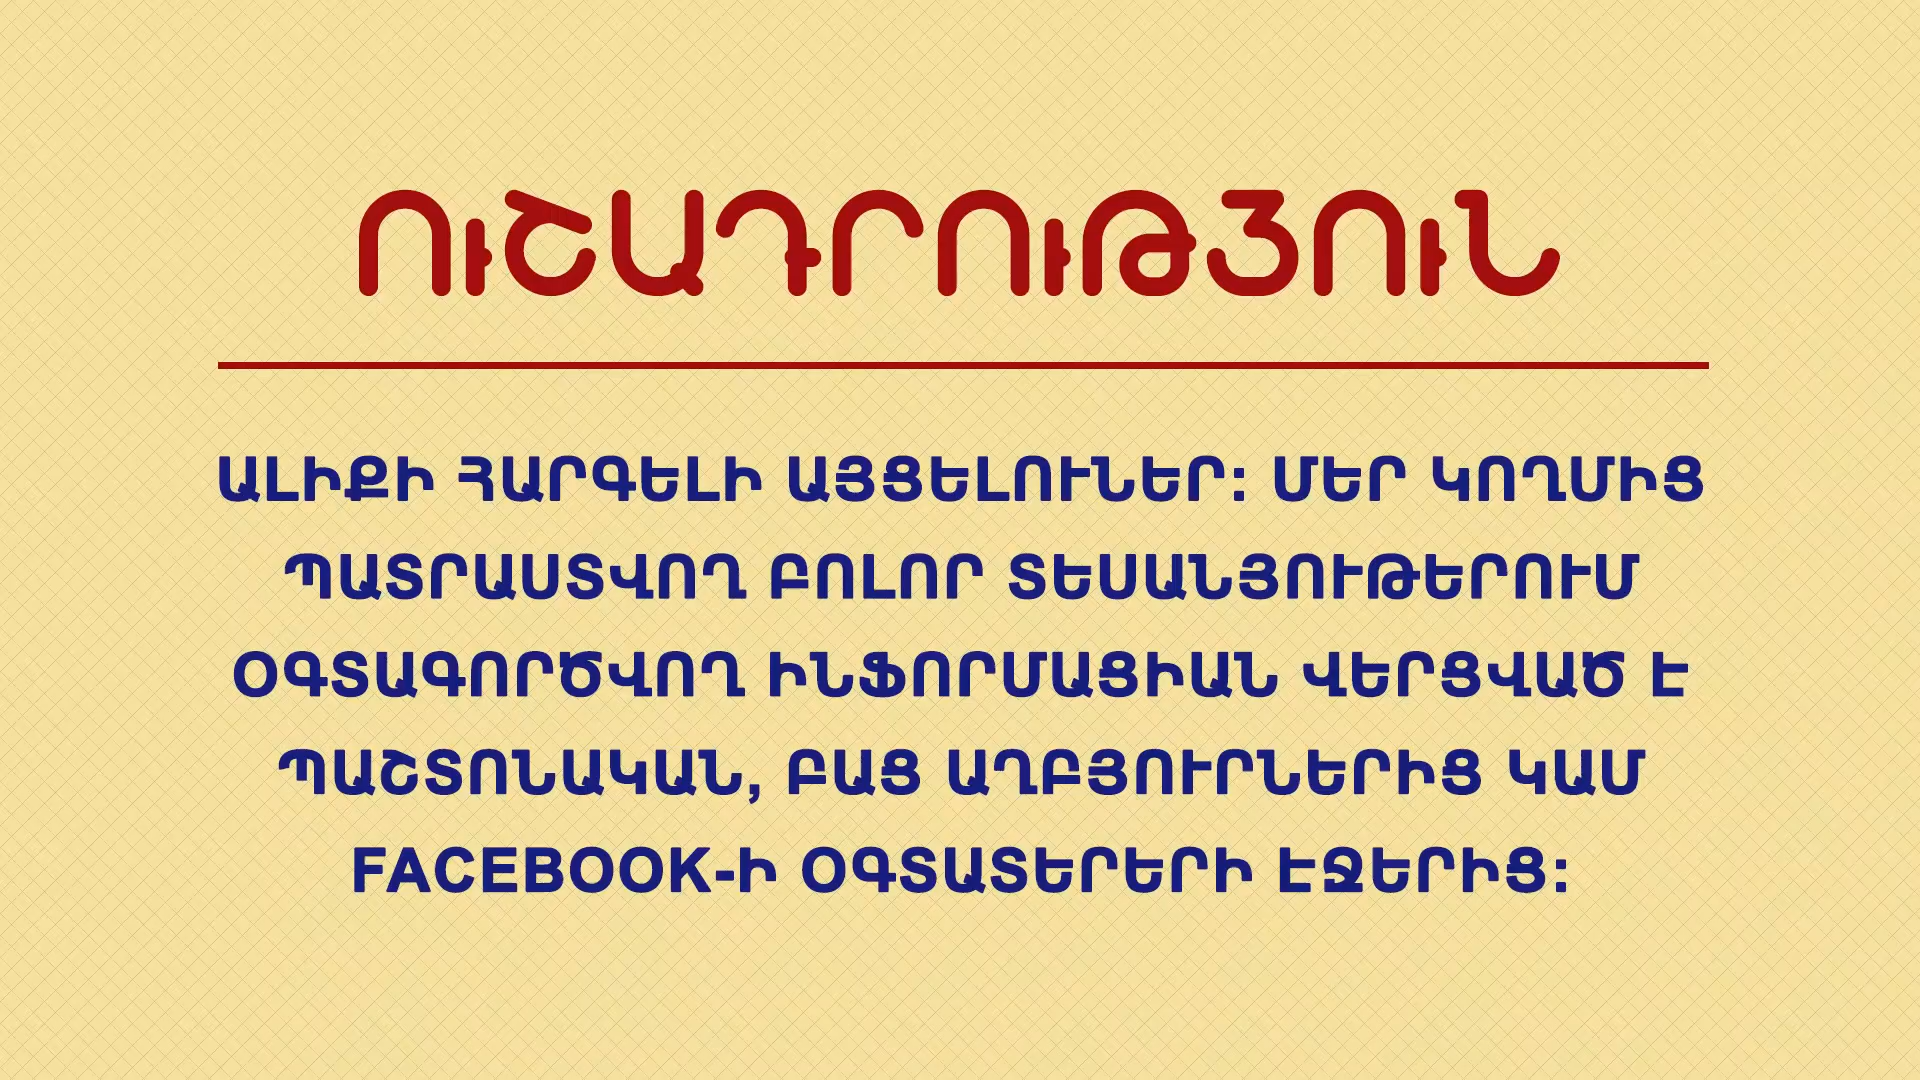 ՈՒՇԱԴՐՈՒԹՅՈՒՆ
ԱԼԻՔԻ ՀԱՐԳԵԼԻ ԱՅՑԵԼՈՒՆԵՐ։ ՄԵՐ ԿՈՂՄԻՑ
ՊԱՏՐԱՍՏՎՈՂ ԲՈԼՈՐ ՏԵՍԱՆՅՈՒԹԵՐՈՒՄ
ՕԳՏԱԳՈՐԾՎՈՂ ԻՆՖՈՐՄԱՑԻԱՆ ՎԵՐՑՎԱԾ Է
ՊԱՇՏՈՆԱԿԱՆ, ԲԱՑ ԱՂԲՅՈՒՐՆԵՐԻՑ ԿԱՄ
FACEBOOK-Ի ՕԳՏԱՏԵՐԵՐԻ ԷՋԵՐԻՑ։